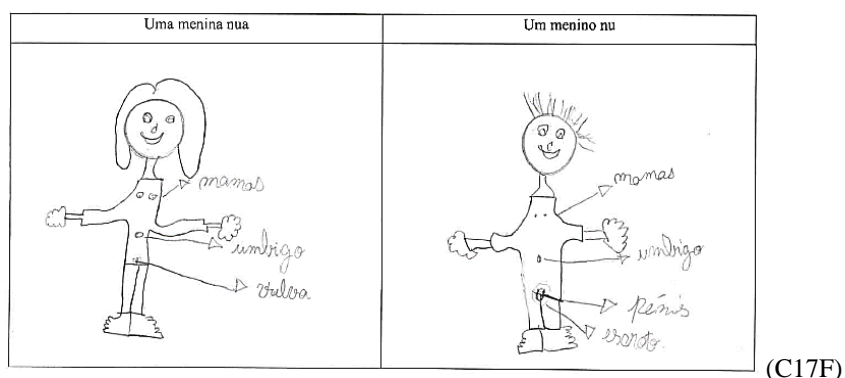 Uma menina nua
Um menino nu
mamas
umbigo
vulva
mamas
umbigo
pénis
escroto
(C17F)